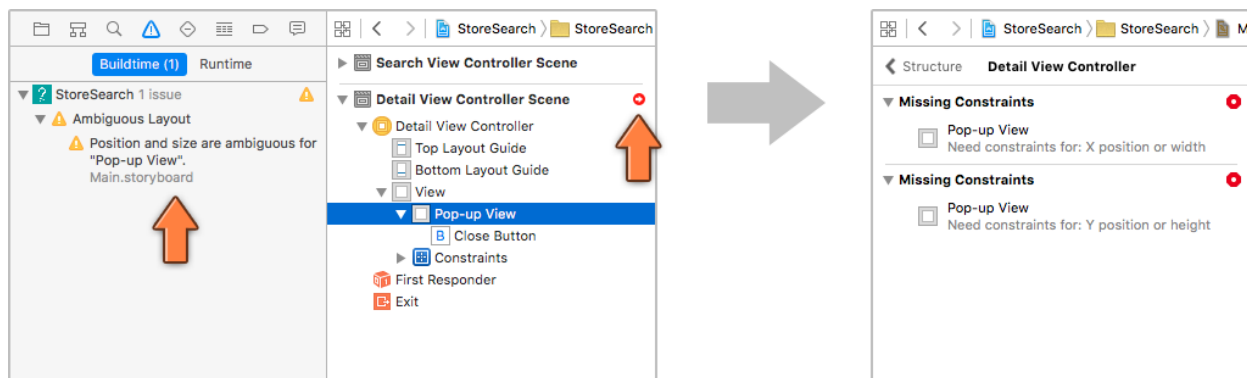 Buildtime (1) Runtime
StoreSearch 1 issue
Ambiguous Layout
Position and size are ambiguous for
"Pop-up View".
Main.storyboard
StoreSearch StoreSearch
Search View Controller Scene
Detail View Controller Scene
Detail View Controller
Top Layout Guide
Bottom Layout Guide
View
Pop-up View
B Close Button
Constraints
First Responder
Exit
StoreSearch StoreSearch M
Structure Detail View Controller
Missing Constraints
Pop-up View
Need constraints for: X position or width
Missing Constraints
Pop-up View
Need constraints for: Y position or height